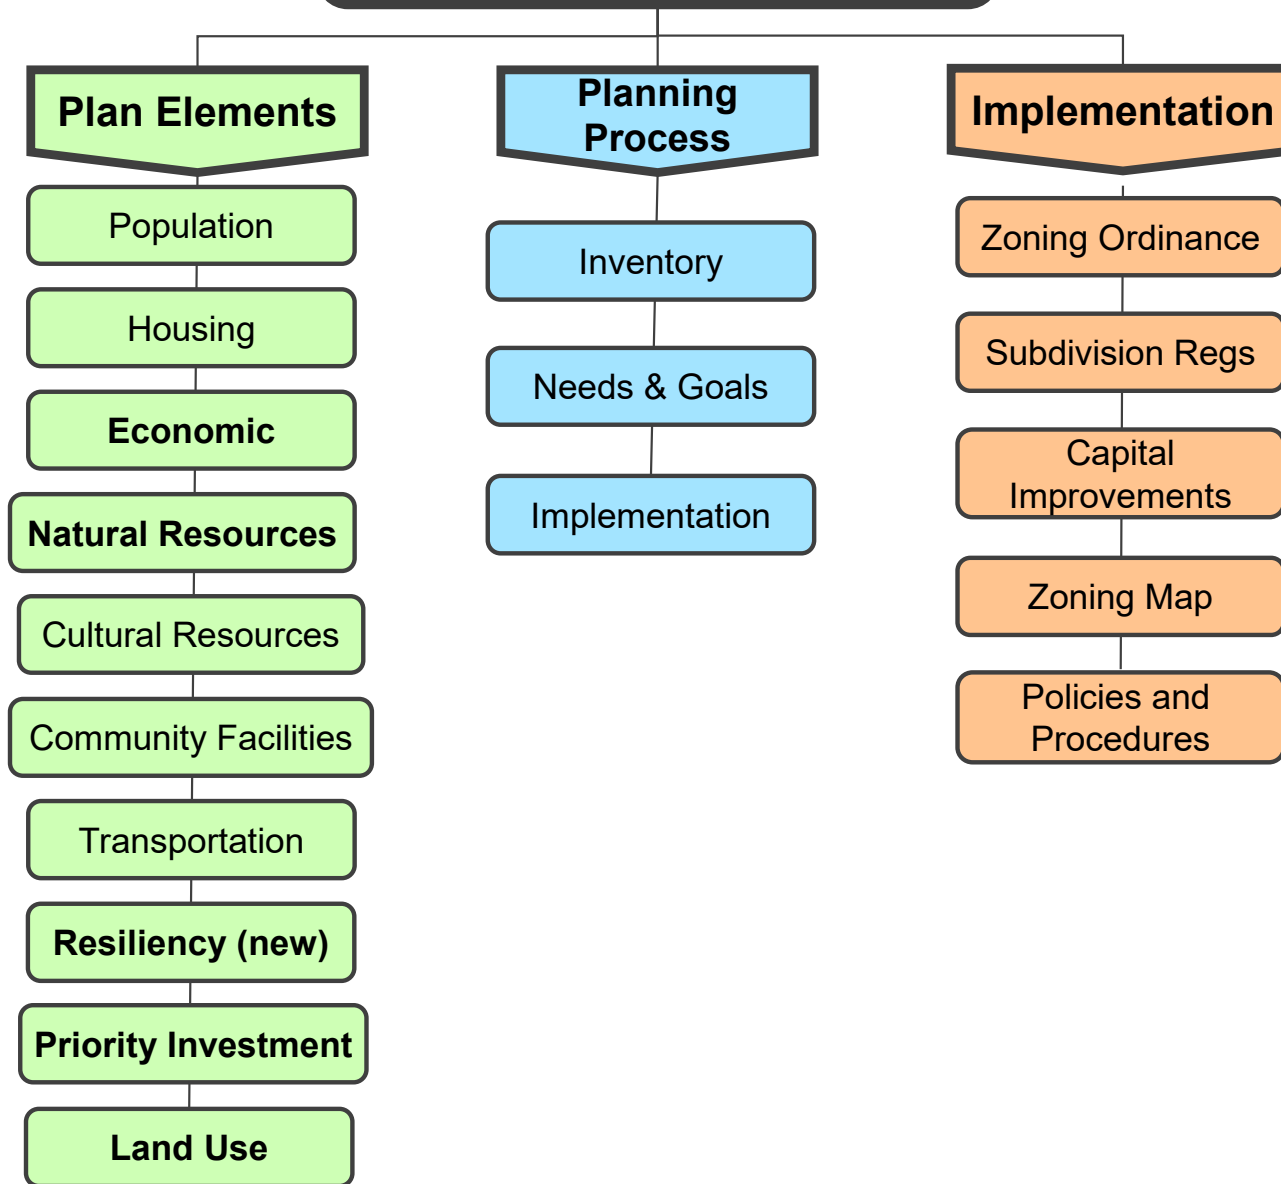 Plan Elements
Population
Housing
Economic
Natural Resources
Cultural Resources
Community Facilities
Transportation
Resiliency (new)
Priority Investment
Land Use
Planning
Process
Inventory
Needs & Goals
Implementation
Implementation
Zoning Ordinance
Subdivision Regs
Capital
Improvements
Zoning Map
Policies and
Procedures